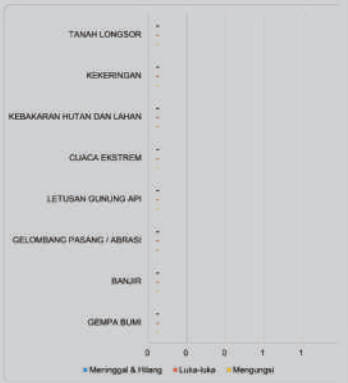 TANAH LONGSOR
-
-
-
KEKERINGAN
-
-
-
KEBAKARAN HUTAN DAN LAHAN
-
-
-
CUACA EKSTREM
-
-
-
LETUSAN GUNUNG API
-
-
-
GELOMBANG PASANG / ABRASI
-
-
-
BANJIR
-
-
-
GEMPA BUMI
-
-
-
0 0 0 1 1
Meninggal & Hilang Luka-luka Mengungsi